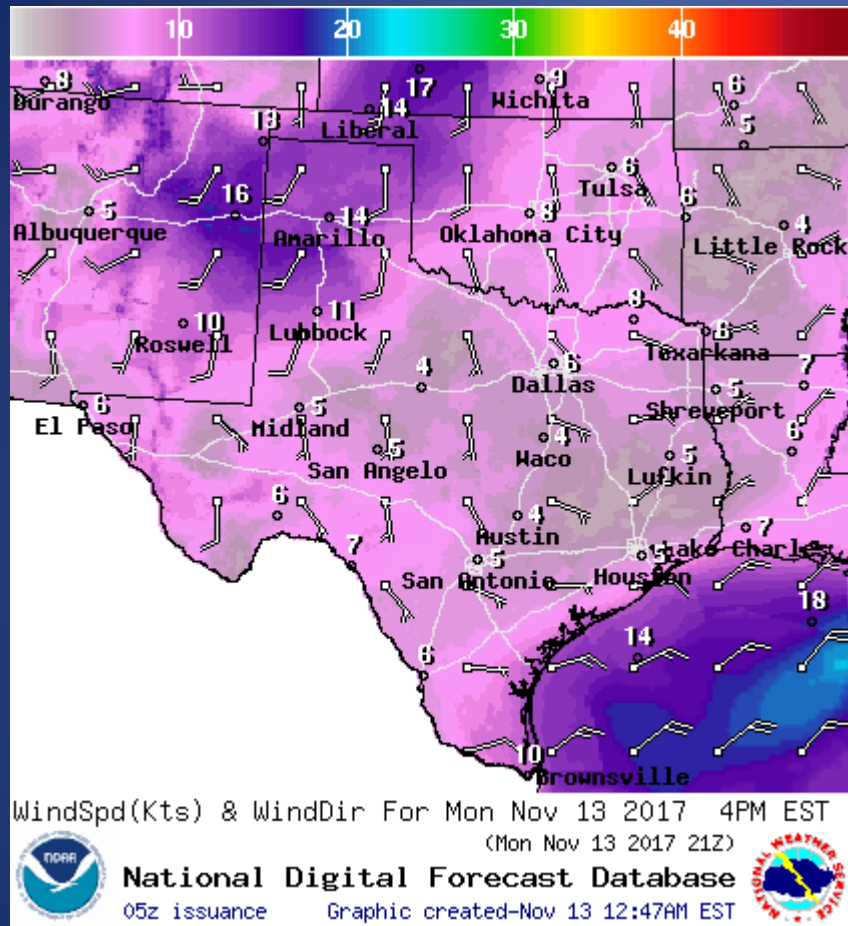 10 20 30 40
8 17 9 6
Durango Liberal 14 Wichita
13 5
6
Tulsa
5 16 14 8 6 4
Albuquerque Amarillo Oklahoma City Little Rock
10 11 8
Roswell Lubbock Texarkana 8
4 6 7
Dallas
6 5 5
El Paso Midland Shreveport
5 4 6
San Angelo Waco 5
Lufkin
6 4 7
Austin
7 5 5 Lake Charles
San Antonio Houston
18
14
6
10
Brownsville
WindSpd(Kts) & WindDir For Mon Nov 13 2017 4PM EST
(Mon Nov 13 2017 21Z)
NOAA
National Digital Forecast Database
05z issuance Graphic created-Nov 13 12:47AM EST
NATIONAL WEATHER SERVICE